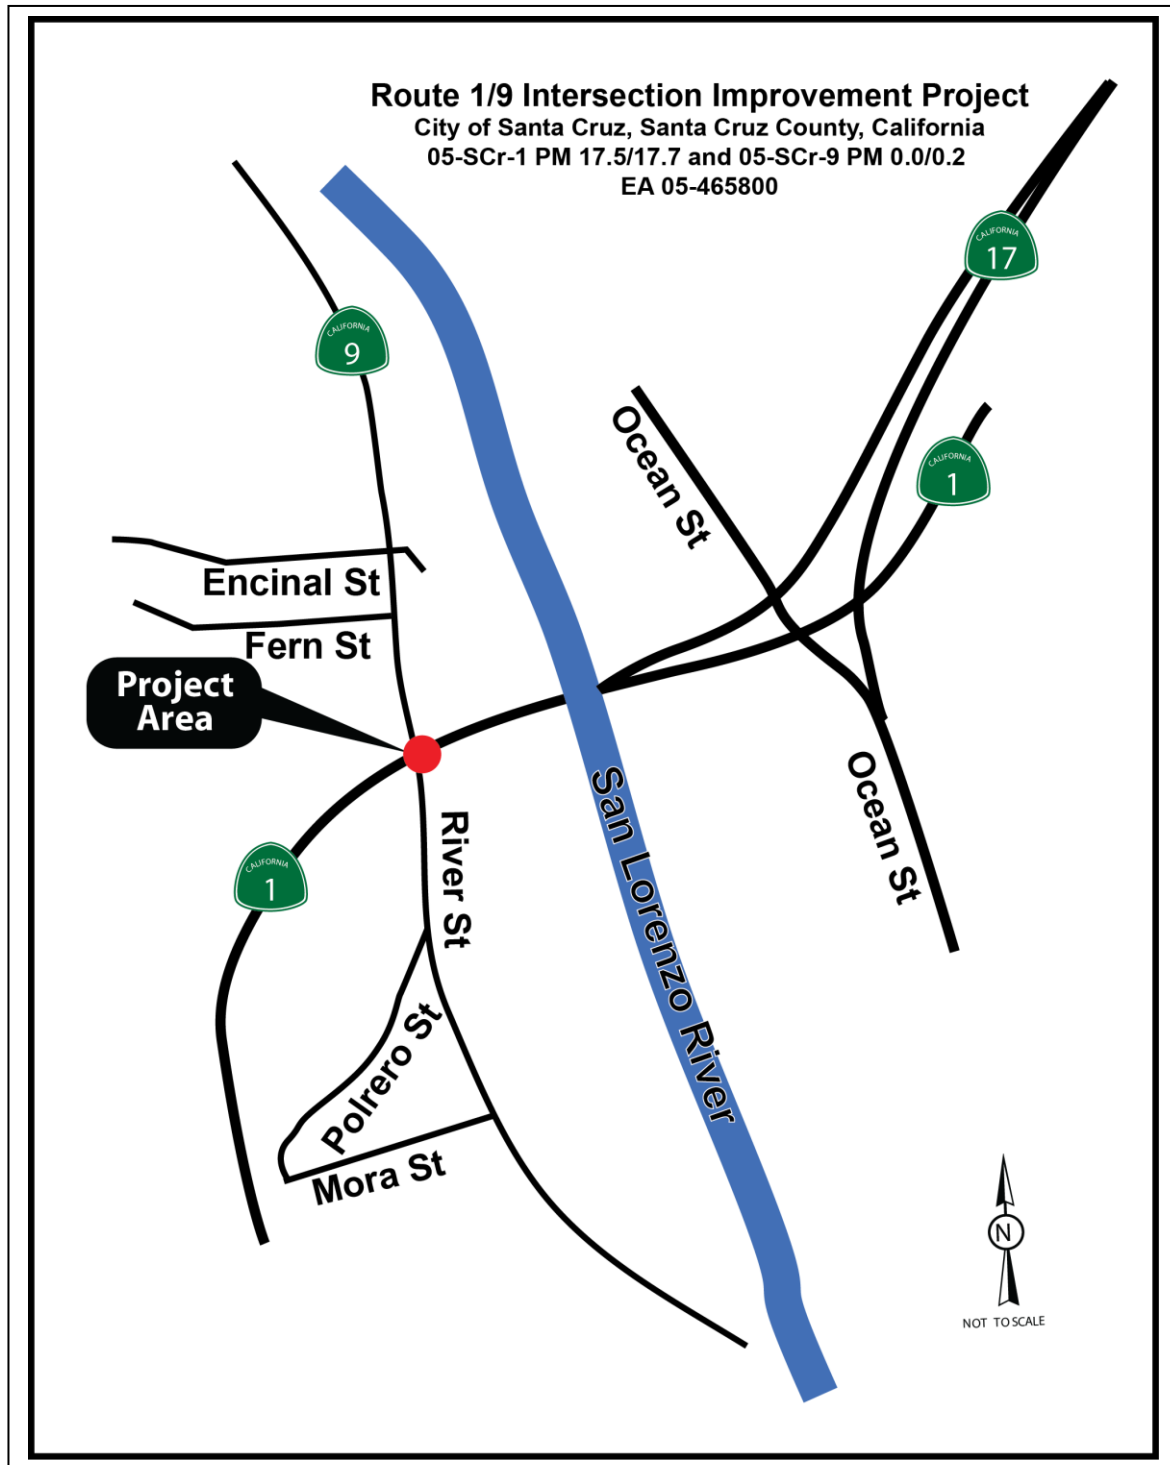 Route 1/9 Intersection Improvement Project
City of Santa Cruz, Santa Cruz County, California
05-SCr-1 PM 17.5/17.7 and 05-SCr-9 PM 0.0/0.2
EA 05-465800
CALIFORNIA
17
CALIFORNIA
9
Ocean St
CALIFORNIA
1
Encinal St
Fern St
Project
Area
San Lorenzo River
Ocean St
River St
CALIFORNIA
1
Polrero St
Mora St
N
NOT TO SCALE